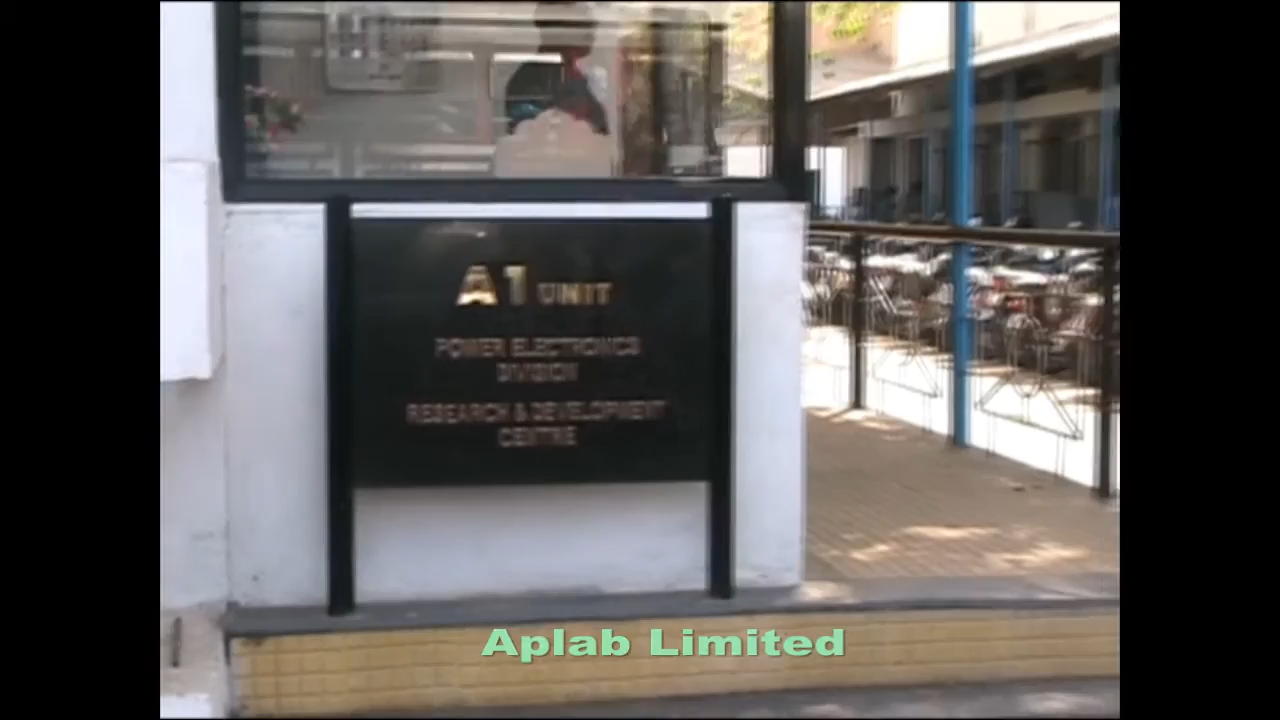 A1 UNIT
POWER ELECTRONICS
DIVISION
RESEARCH & DEVELOPMENT
CENTRE
Aplab Limited